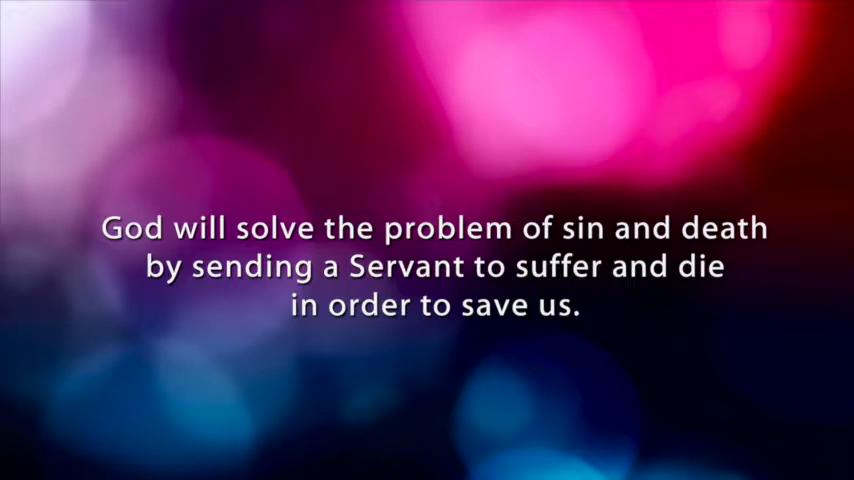 God will solve the problem of sin and death
by sending a Servant to suffer and die
in order to save us.